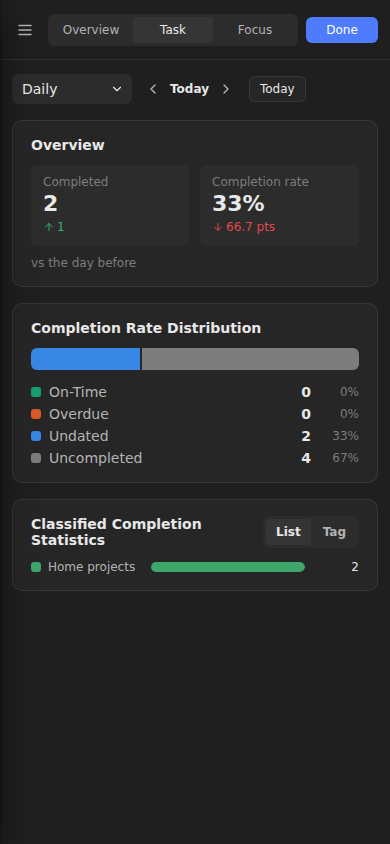 Overview Task Focus Done
Daily Today Today
Overview
Completed Completion rate
2 33%
↑ 1 ↓ 66.7 pts
vs the day before
Completion Rate Distribution
On-Time 0 0%
Overdue 0 0%
Undated 2 33%
Uncompleted 4 67%
Classified Completion
Statistics
List Tag
Home projects 2